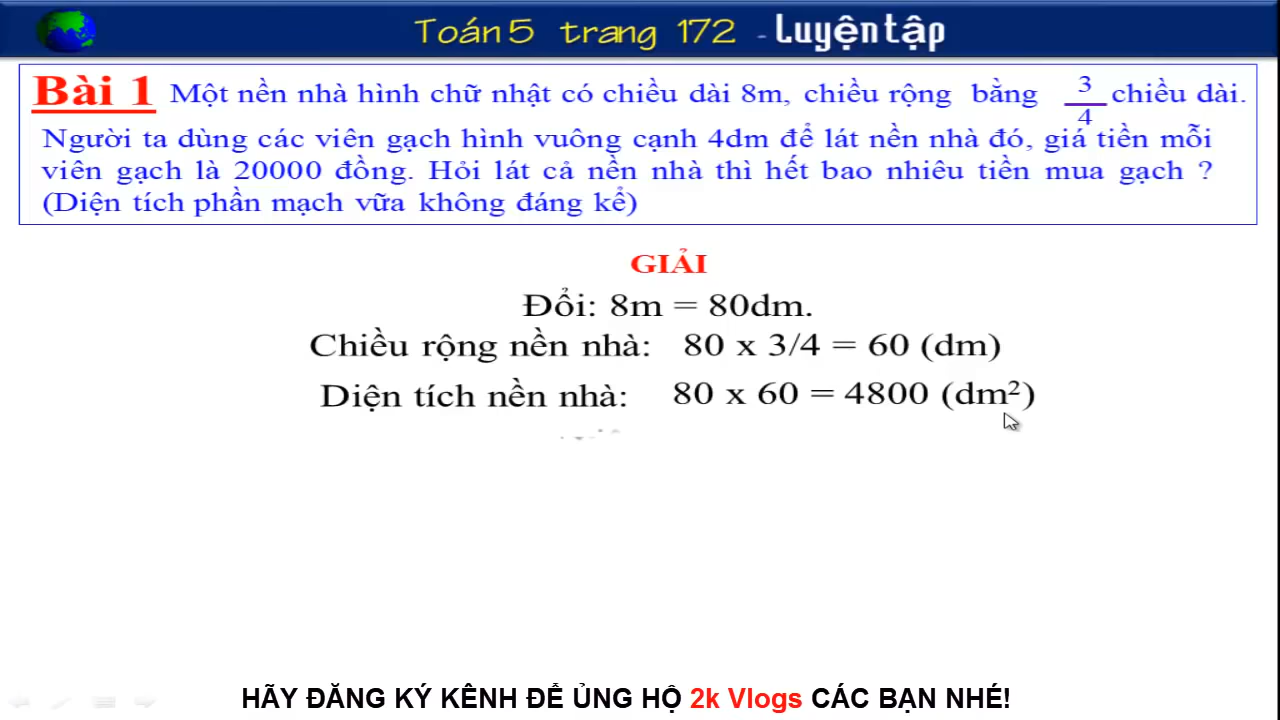 Toán 5 trang 172 - Luyện tập
Bài 1 Một nền nhà hình chữ nhật có chiều dài 8m, chiều rộng bằng 3/4 chiều dài.
Người ta dùng các viên gạch hình vuông cạnh 4dm để lát nền nhà đó, giá tiền mỗi
viên gạch là 20000 đồng. Hỏi lát cả nền nhà thì hết bao nhiêu tiền mua gạch ?
(Diện tích phần mạch vữa không đáng kể)
GIẢI
Đổi: 8m = 80dm.
Chiều rộng nền nhà: 80 x 3/4 = 60 (dm)
Diện tích nền nhà: 80 x 60 = 4800 (dm²)
HÃY ĐĂNG KÝ KÊNH ĐỂ ỦNG HỘ 2k Vlogs CÁC BẠN NHÉ!